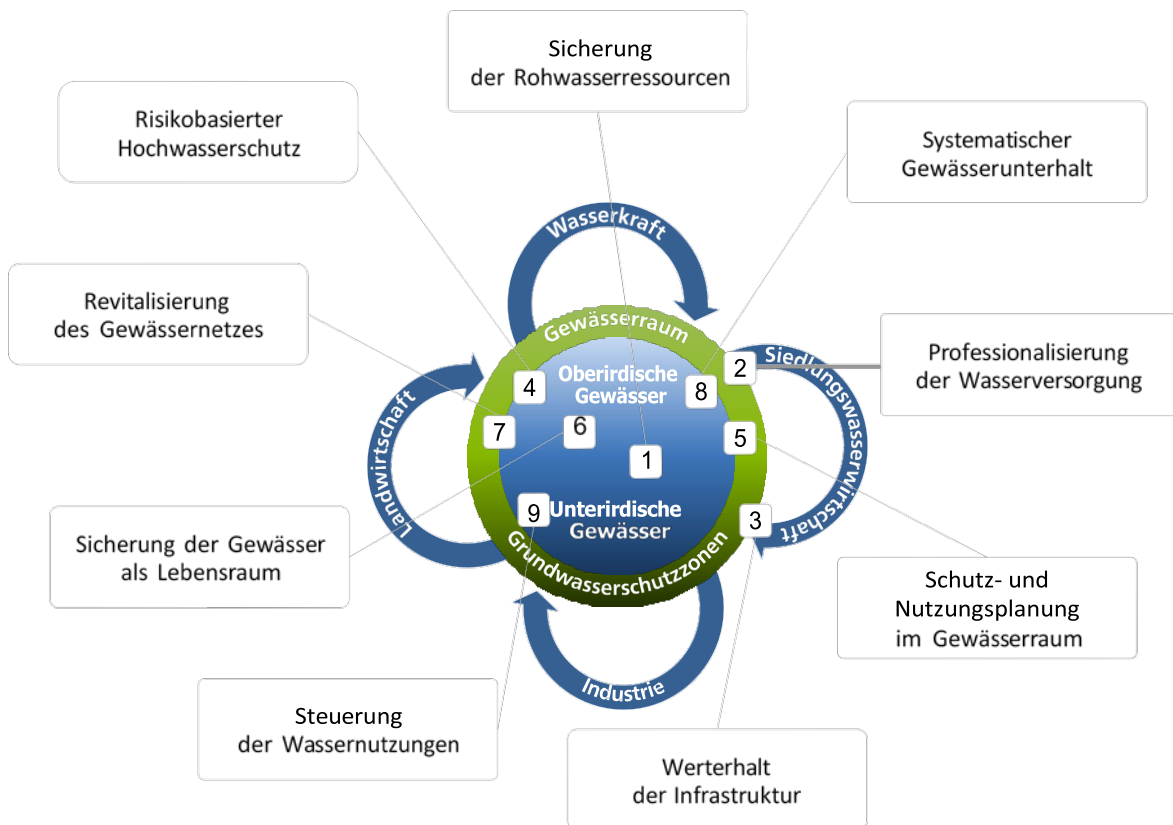 Sicherung
der Rohwasserressourcen
Risikobasierter
Hochwasserschutz
Systematischer
Gewässerunterhalt
Wasserkraft
Revitalisierung
des Gewässernetzes
Gewässerraum
Professionalisierung
der Wasserversorgung
Siedlungswasserwirtschaft
2
Oberirdische
Gewässer
4
8
7
6
5
1
Landwirtschaft
9
Unterirdische
Gewässer
3
Grundwasserschutzzonen
Sicherung der Gewässer
als Lebensraum
Schutz- und
Nutzungsplanung
im Gewässerraum
Industrie
Steuerung
der Wassernutzungen
Werterhalt
der Infrastruktur